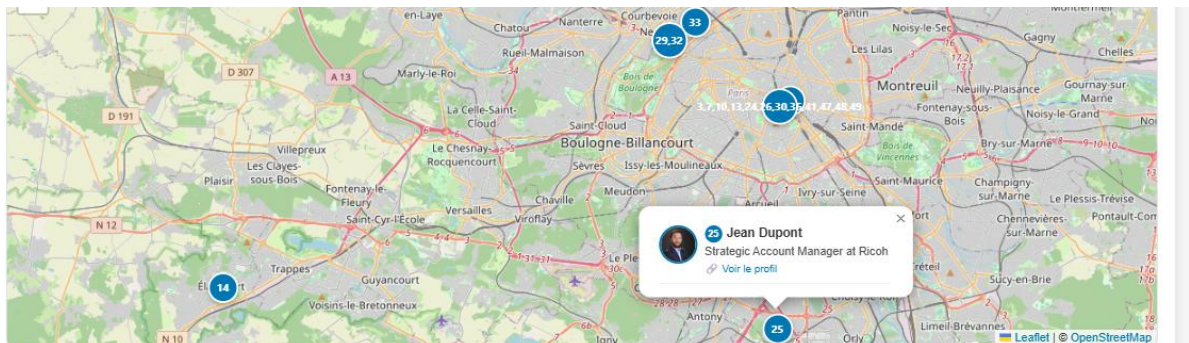 en-Laye
Chatou
Nanterre
Courbevoie
33
Pantin
Noisy-le-Sec
Montfermeil
29,32
Gagny
Chelles
Rueil-Malmaison
Les Lilas
D 307
A 13
Marly-le-Roi
Bois de
Boulogne
Paris
Montreuil
Neuilly-Plaisance
Gournay-sur-
Marne
D 191
La Celle-Saint-
Cloud
3,7,10,13,24,26,30,36,41,47,48,49
Fontenay-sous-
Bois
Noisy-le-Grand
Saint-Cloud
Saint-Mandé
Villepreux
Le Chesnay-
Rocquencourt
Boulogne-Billancourt
Bois de
Vincennes
Bry-sur-Marne
Les Clayes-
sous-Bois
Plaisir
Sèvres
Issy-les-Moulineaux
Fontenay-le-
Fleury
Meudon
Saint-Maurice
Champigny-
sur-Marne
Ivry-sur-Seine
Le Plessis-Trévise
Chaville
Arcueil
N 12
Saint-Cyr-l'École
Versailles
Viroflay
Chennevières-
sur-Marne
Pontault-Com
25 Jean Dupont
×
Strategic Account Manager at Ricoh
Voir le profil
Trappes
Guyancourt
Créteil
Sucy-en-Brie
14
Voisins-le-Bretonneux
Antony
25
Orly
Limeil-Brévannes
N 10
Igny
Leaflet | © OpenStreetMap